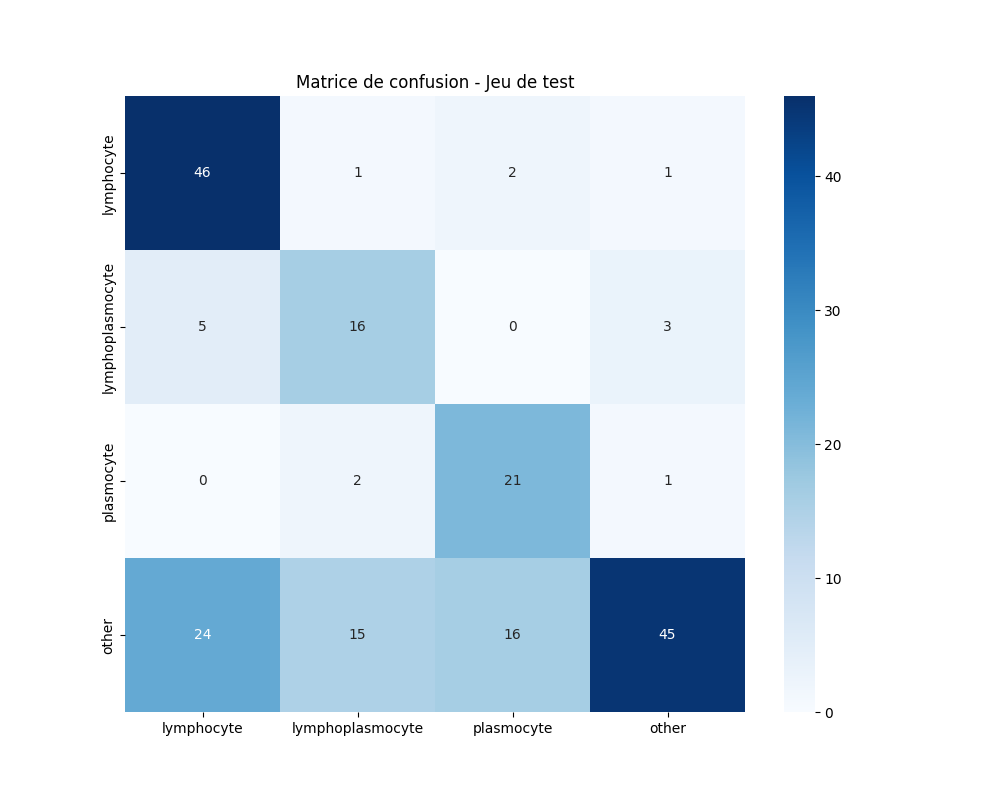 Matrice de confusion - Jeu de test
lymphocyte
46
1
2
1
lymphoplasmocyte
5
16
0
3
plasmocyte
0
2
21
1
other
24
15
16
45
lymphocyte
lymphoplasmocyte
plasmocyte
other
40
30
20
10
0